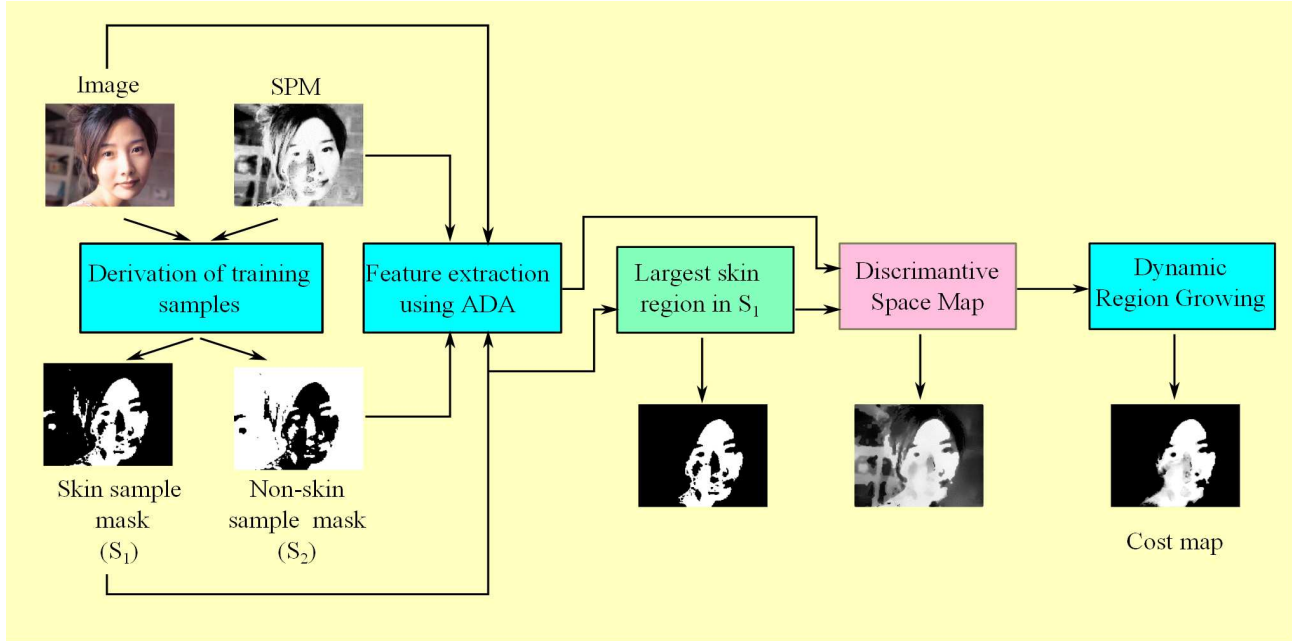 Image
SPM
Derivation of training
samples
Feature extraction
using ADA
Largest skin
region in S₁
Discrimantive
Space Map
Dynamic
Region Growing
Skin sample
mask
(S₁)
Non-skin
sample mask
(S₂)
Cost map